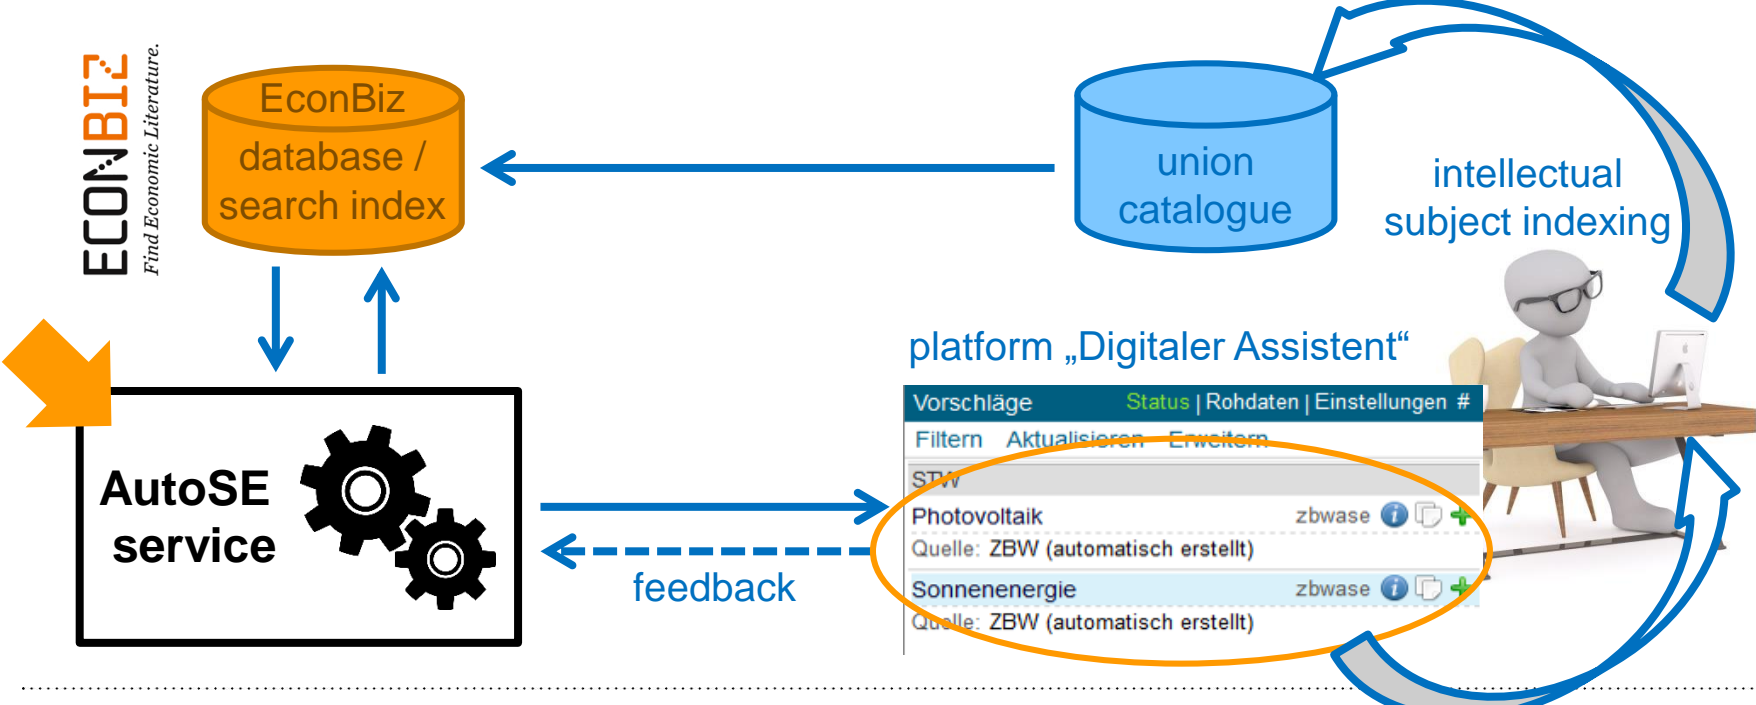 ECONBIZ
Find Economic Literature.
EconBiz
database /
search index
union
catalogue
intellectual
subject indexing
platform „Digitaler Assistent“
Vorschläge Status | Rohdaten | Einstellungen #
Filtern Aktualisieren Erweitern
STW
Photovoltaik zbwase
Quelle: ZBW (automatisch erstellt)
Sonnenenergie zbwase
Quelle: ZBW (automatisch erstellt)
AutoSE
service
feedback